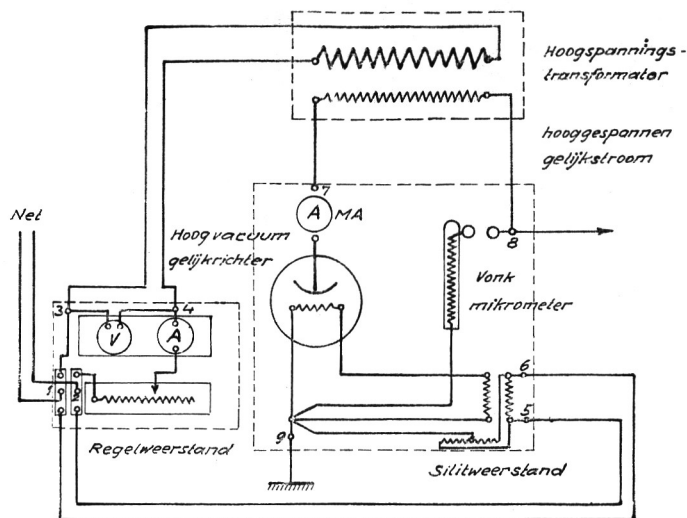 Hoogspannings-
transformator
hooggespannen
gelijkstroom
7
A MA
Net
Hoogvacuum
gelijkrichter
8
Vonk
mikrometer
3
4
V
A
1
2
6
5
9
Regelweerstand
Silitweerstand